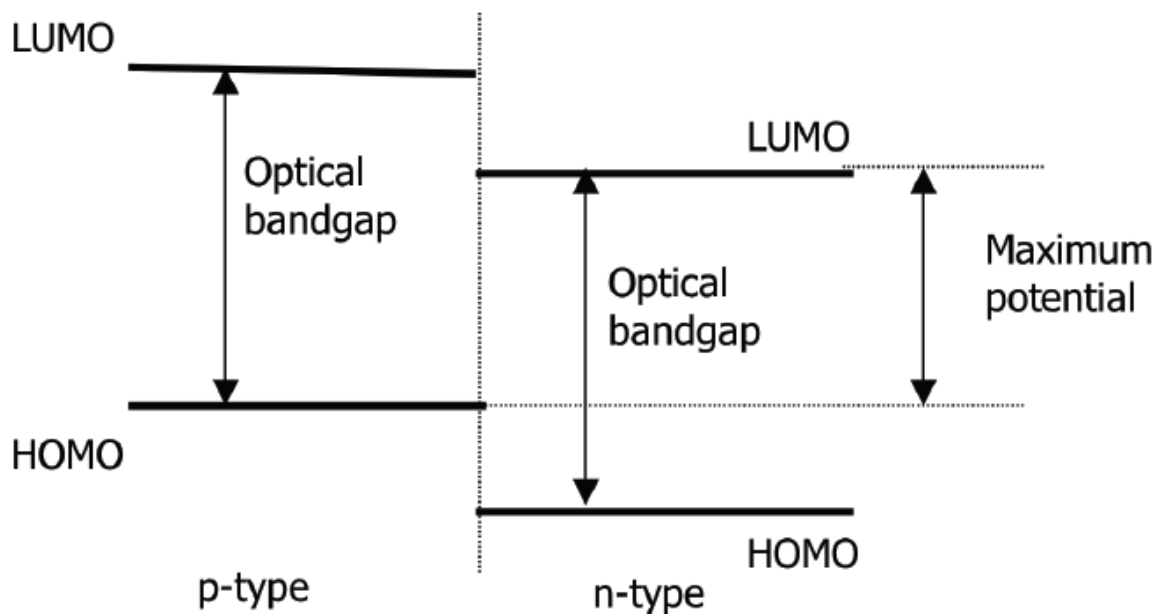 LUMO
Optical
bandgap
HOMO
p-type
LUMO
Optical
bandgap
HOMO
n-type
Maximum
potential